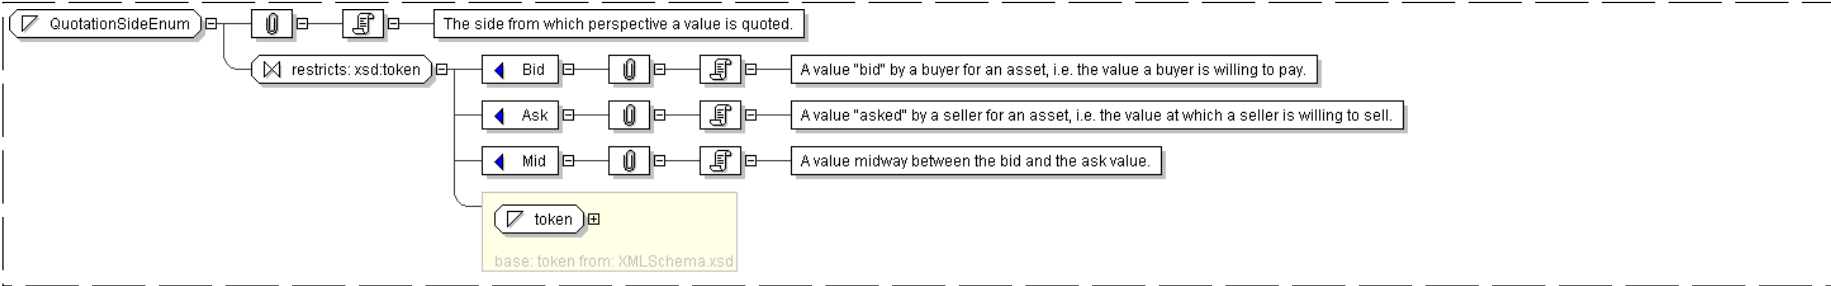 QuotationSideEnum
The side from which perspective a value is quoted.
restricts: xsd:token
Bid
A value "bid" by a buyer for an asset, i.e. the value a buyer is willing to pay.
Ask
A value "asked" by a seller for an asset, i.e. the value at which a seller is willing to sell.
Mid
A value midway between the bid and the ask value.
token
base: token from: XMLSchema.xsd